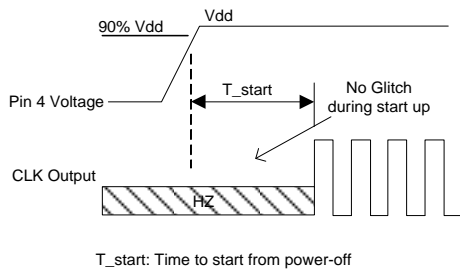 Vdd
90% Vdd
T_start
No Glitch
during start up
Pin 4 Voltage
CLK Output
HZ
T_start: Time to start from power-off